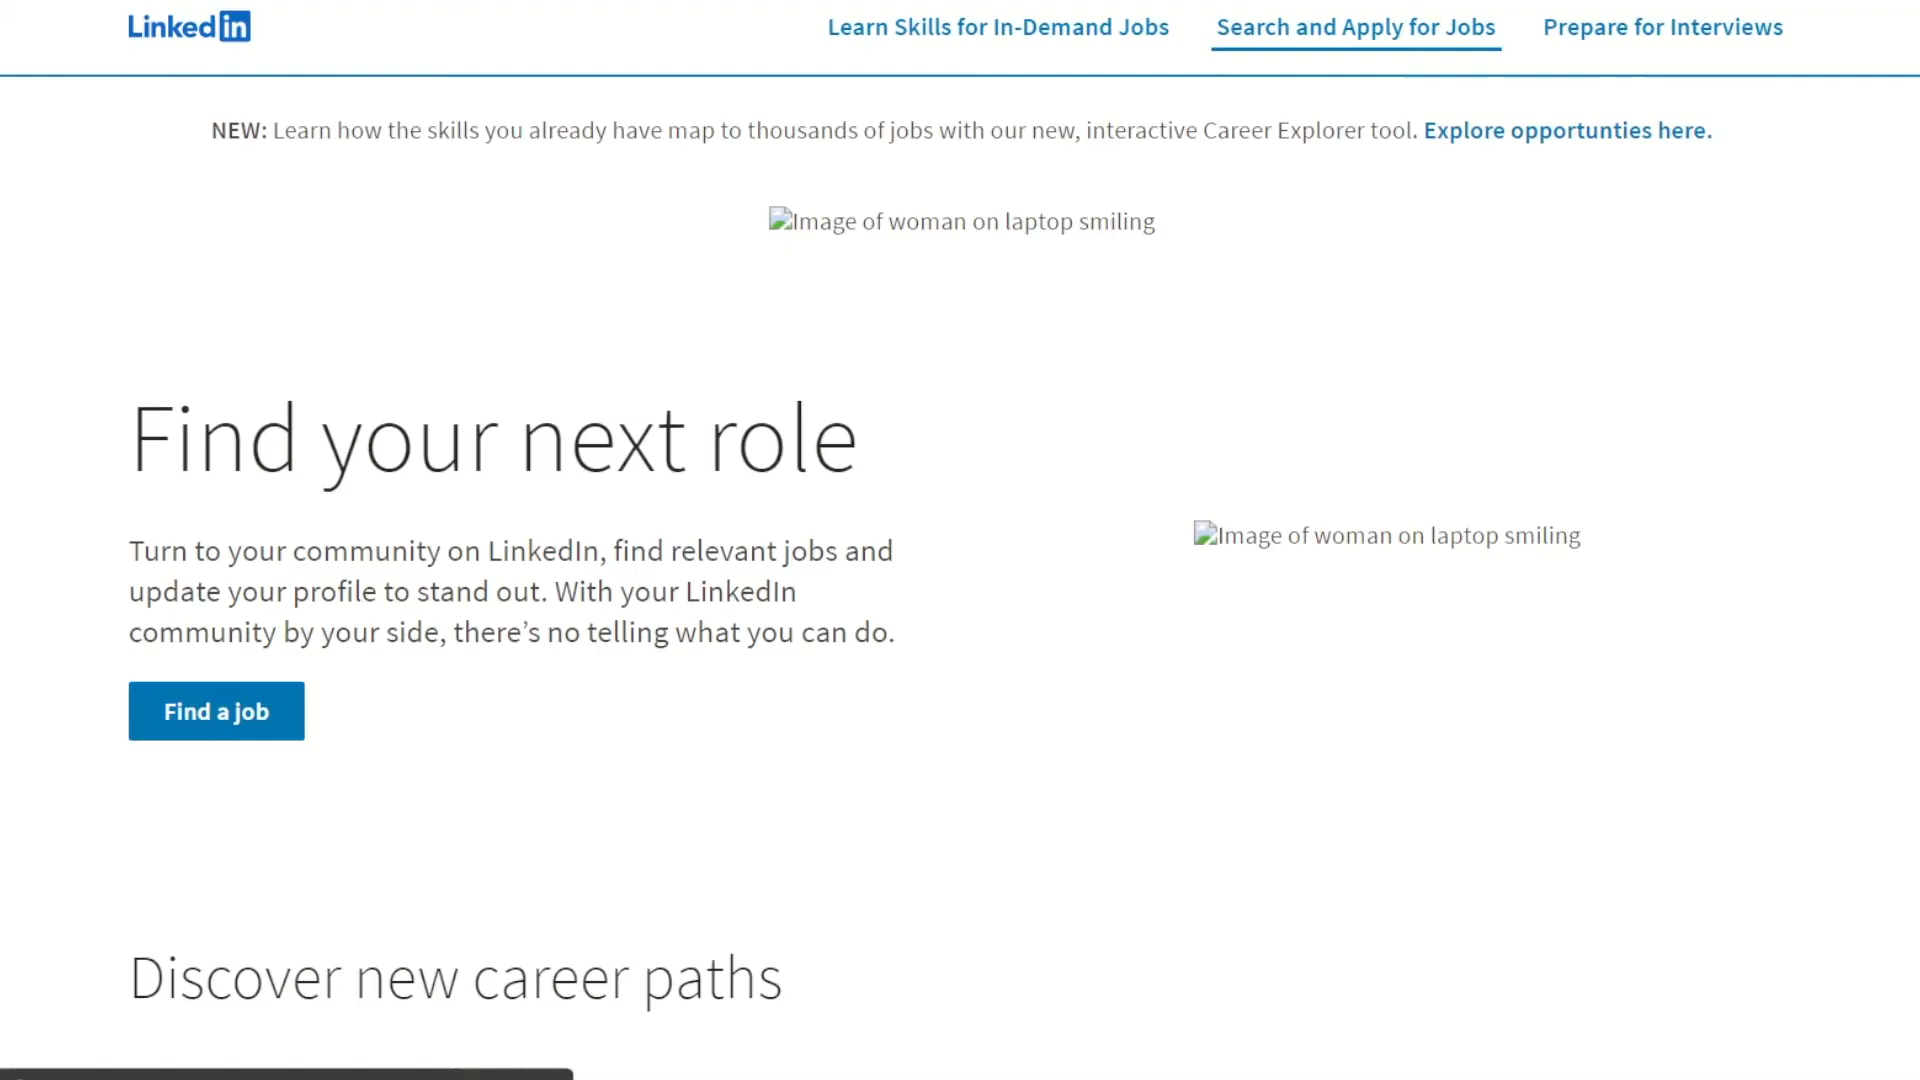 LinkedIn
Learn Skills for In-Demand Jobs
Search and Apply for Jobs
Prepare for Interviews
NEW: Learn how the skills you already have map to thousands of jobs with our new, interactive Career Explorer tool. Explore opportunties here.
Image of woman on laptop smiling
Find your next role
Turn to your community on LinkedIn, find relevant jobs and
update your profile to stand out. With your LinkedIn
community by your side, there’s no telling what you can do.
Image of woman on laptop smiling
Find a job
Discover new career paths